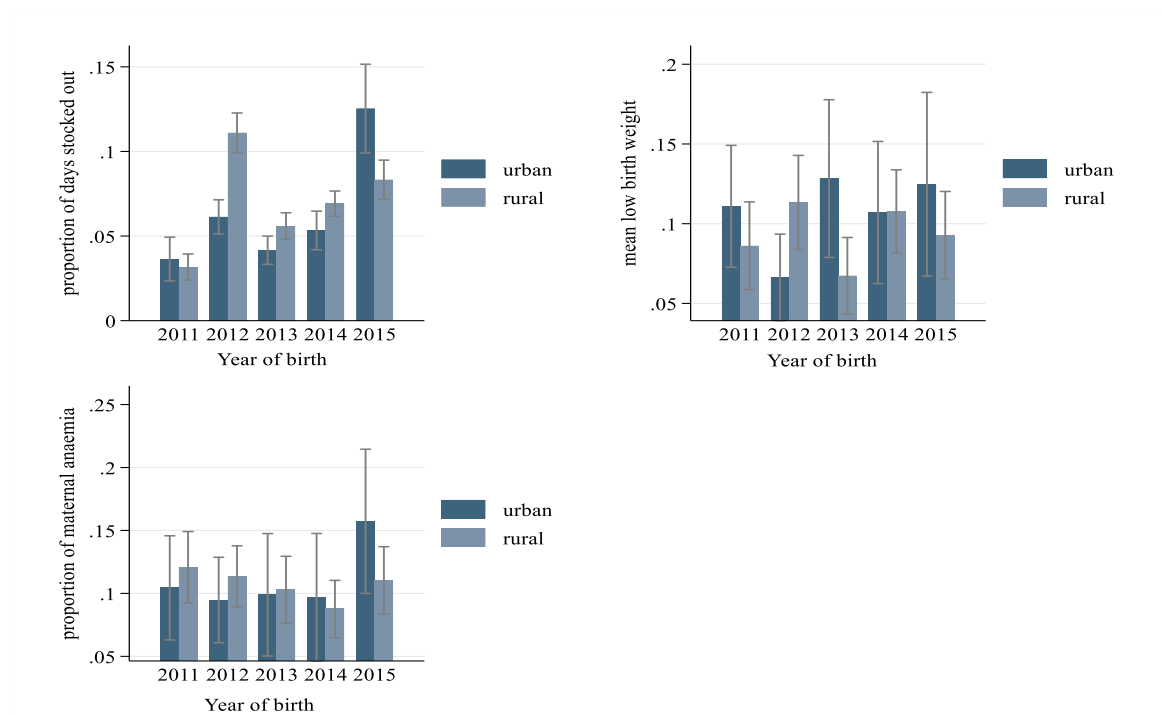 proportion of days stocked out
.15
.1
.05
0
2011 2012 2013 2014 2015
Year of birth
urban
rural
mean low birth weight
.2
.15
.1
.05
2011 2012 2013 2014 2015
Year of birth
urban
rural
proportion of maternal anaemia
.25
.2
.15
.1
.05
2011 2012 2013 2014 2015
Year of birth
urban
rural